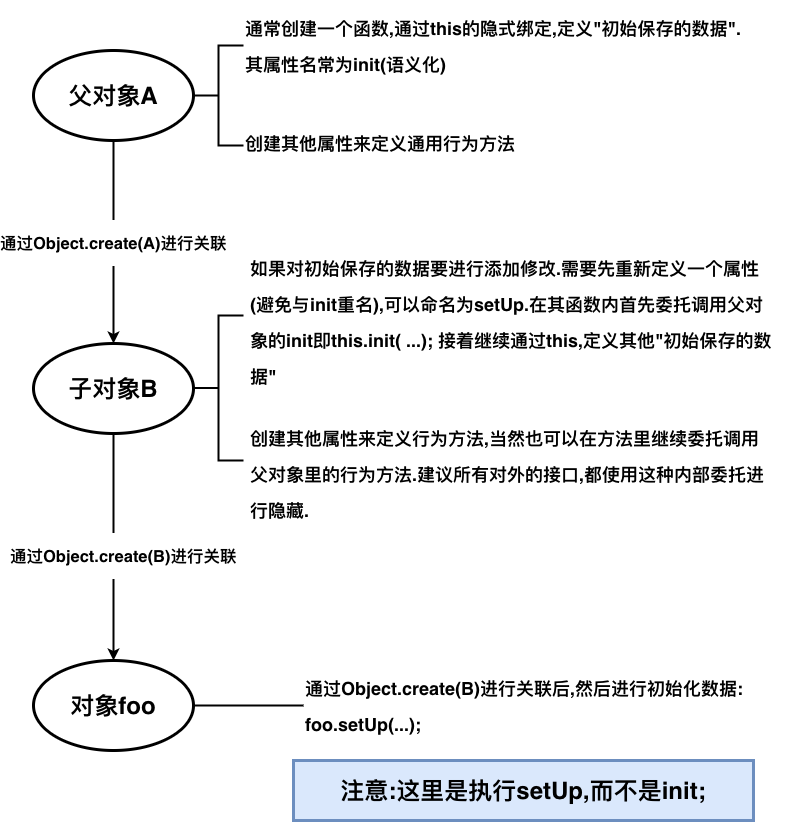 通常创建一个函数,通过this的隐式绑定,定义"初始保存的数据".
其属性名常为init(语义化)
父对象A
创建其他属性来定义通用行为方法
通过Object.create(A)进行关联
如果对初始保存的数据要进行添加修改.需要先重新定义一个属性
(避免与init重名),可以命名为setUp.在其函数内首先委托调用父对
象的init即this.init( ...); 接着继续通过this,定义其他"初始保存的数
据"
子对象B
创建其他属性来定义行为方法,当然也可以在方法里继续委托调用
父对象里的行为方法.建议所有对外的接口,都使用这种内部委托进
行隐藏.
通过Object.create(B)进行关联
对象foo
通过Object.create(B)进行关联后,然后进行初始化数据:
foo.setUp(...);
注意:这里是执行setUp,而不是init;